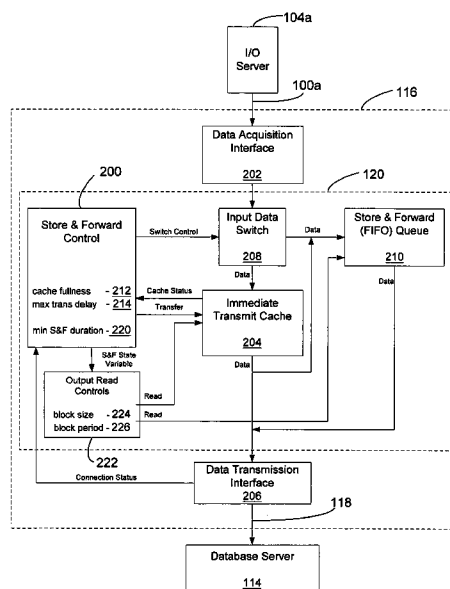 104a
I/O
Server
100a
116
Data Acquisition
Interface
202
200
120
Store & Forward
Control
cache fullness - 212
max trans delay - 214
min S&F duration - 220
Switch Control
Input Data
Switch
208
Data
Store & Forward
(FIFO) Queue
210
Data
Data
Cache Status
Transfer
Immediate
Transmit Cache
204
Data
S&F State
Variable
Output Read
Controls
block size - 224
block period - 226
Read
Read
222
Connection Status
Data Transmission
Interface
206
118
Database Server
114